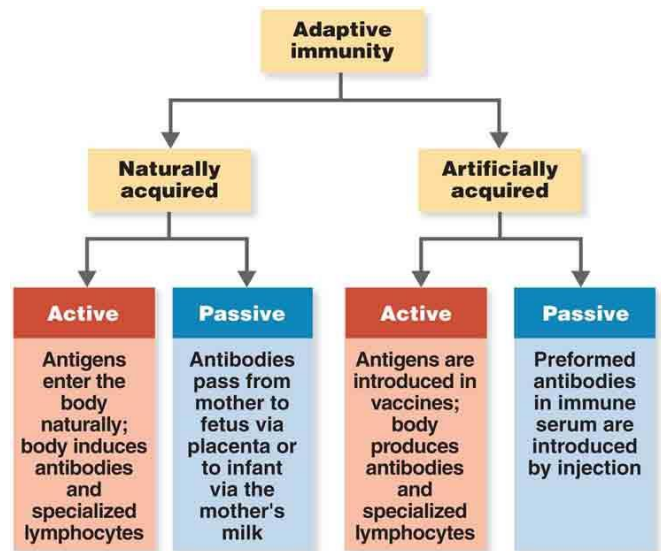 Adaptive
immunity
Naturally
acquired
Artificially
acquired
Active
Antigens
enter the
body
naturally;
body induces
antibodies
and
specialized
lymphocytes
Passive
Antibodies
pass from
mother to
fetus via
placenta or
to infant
via the
mother's
milk
Active
Antigens are
introduced in
vaccines;
body
produces
antibodies
and
specialized
lymphocytes
Passive
Preformed
antibodies
in immune
serum are
introduced
by injection